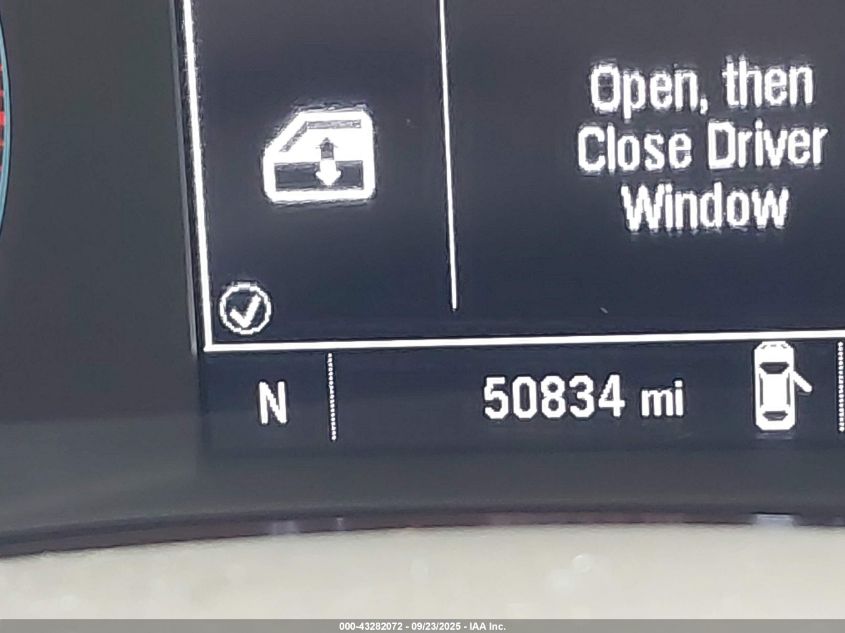 Open, then
Close Driver
Window
N
50834 mi
000-43282072 - 09/23/2025 - IAA Inc.